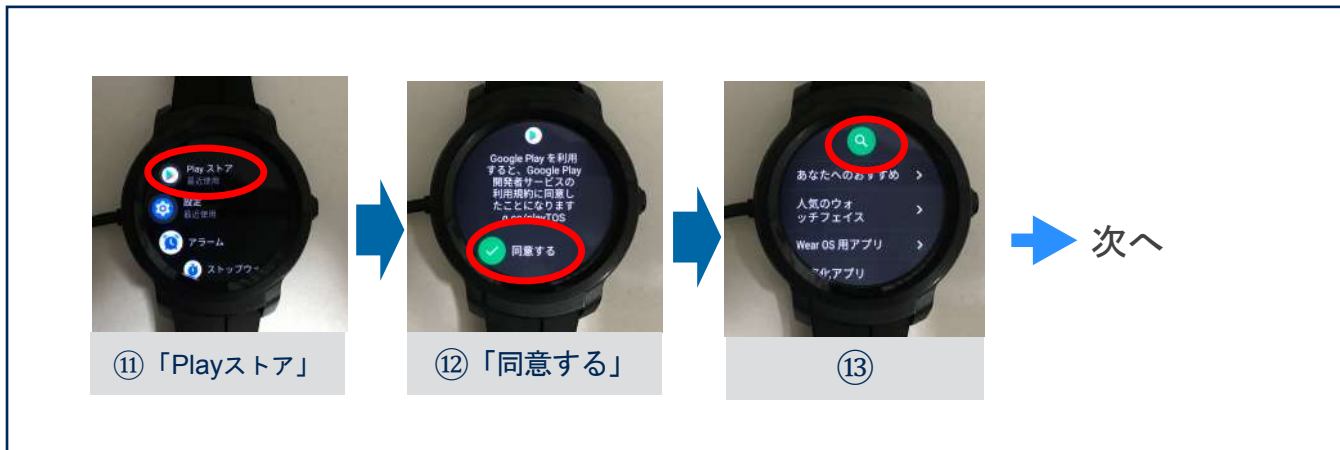 Play ストア
最近使用
設定
最近使用
アラーム
ストップウォ
Google Play を利用
すると、Google Play
開発者サービスの
利用規約に同意し
たことになります
g.co/playTOS
同意する
あなたへのおすすめ
人気のウォ
ッチフェイス
Wear OS 用アプリ
化アプリ
次へ
⑪「Playストア」
⑫「同意する」
⑬